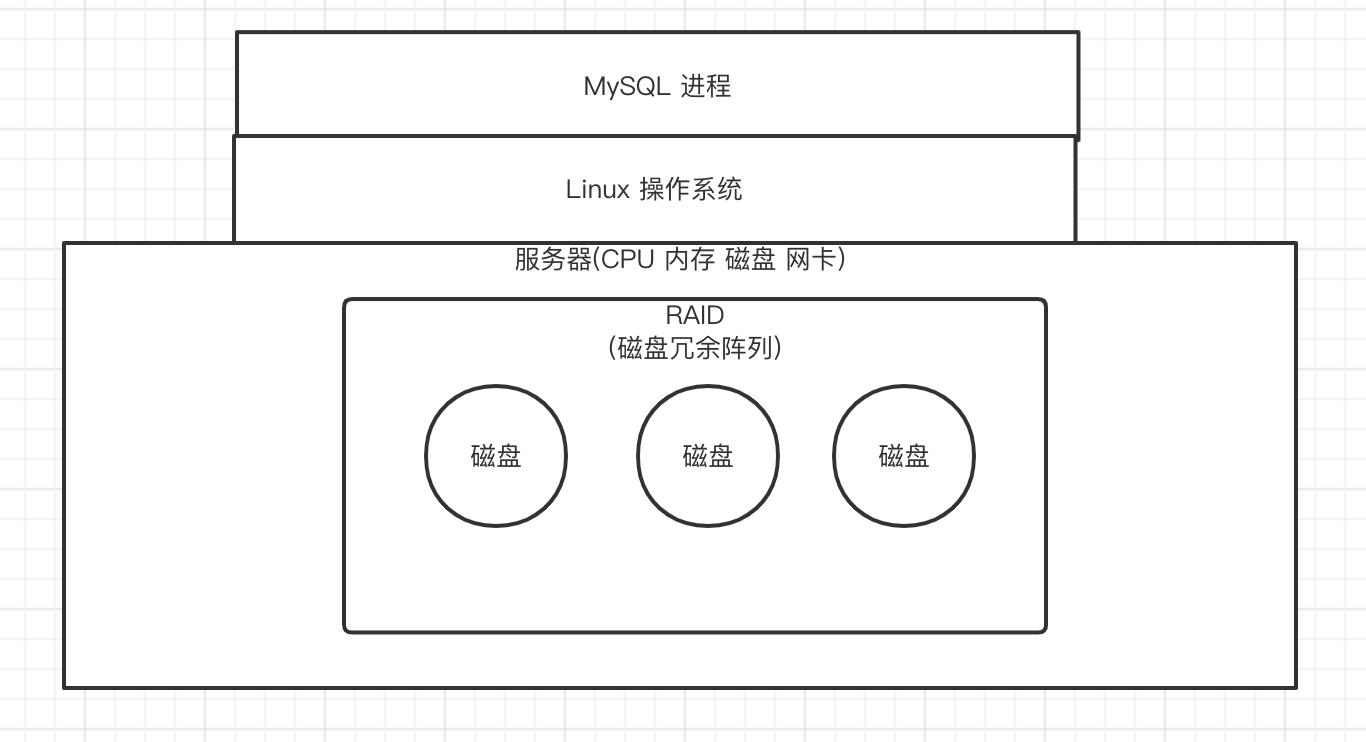 MySQL 进程
Linux 操作系统
服务器(CPU 内存 磁盘 网卡)
RAID
(磁盘冗余阵列)
磁盘
磁盘
磁盘